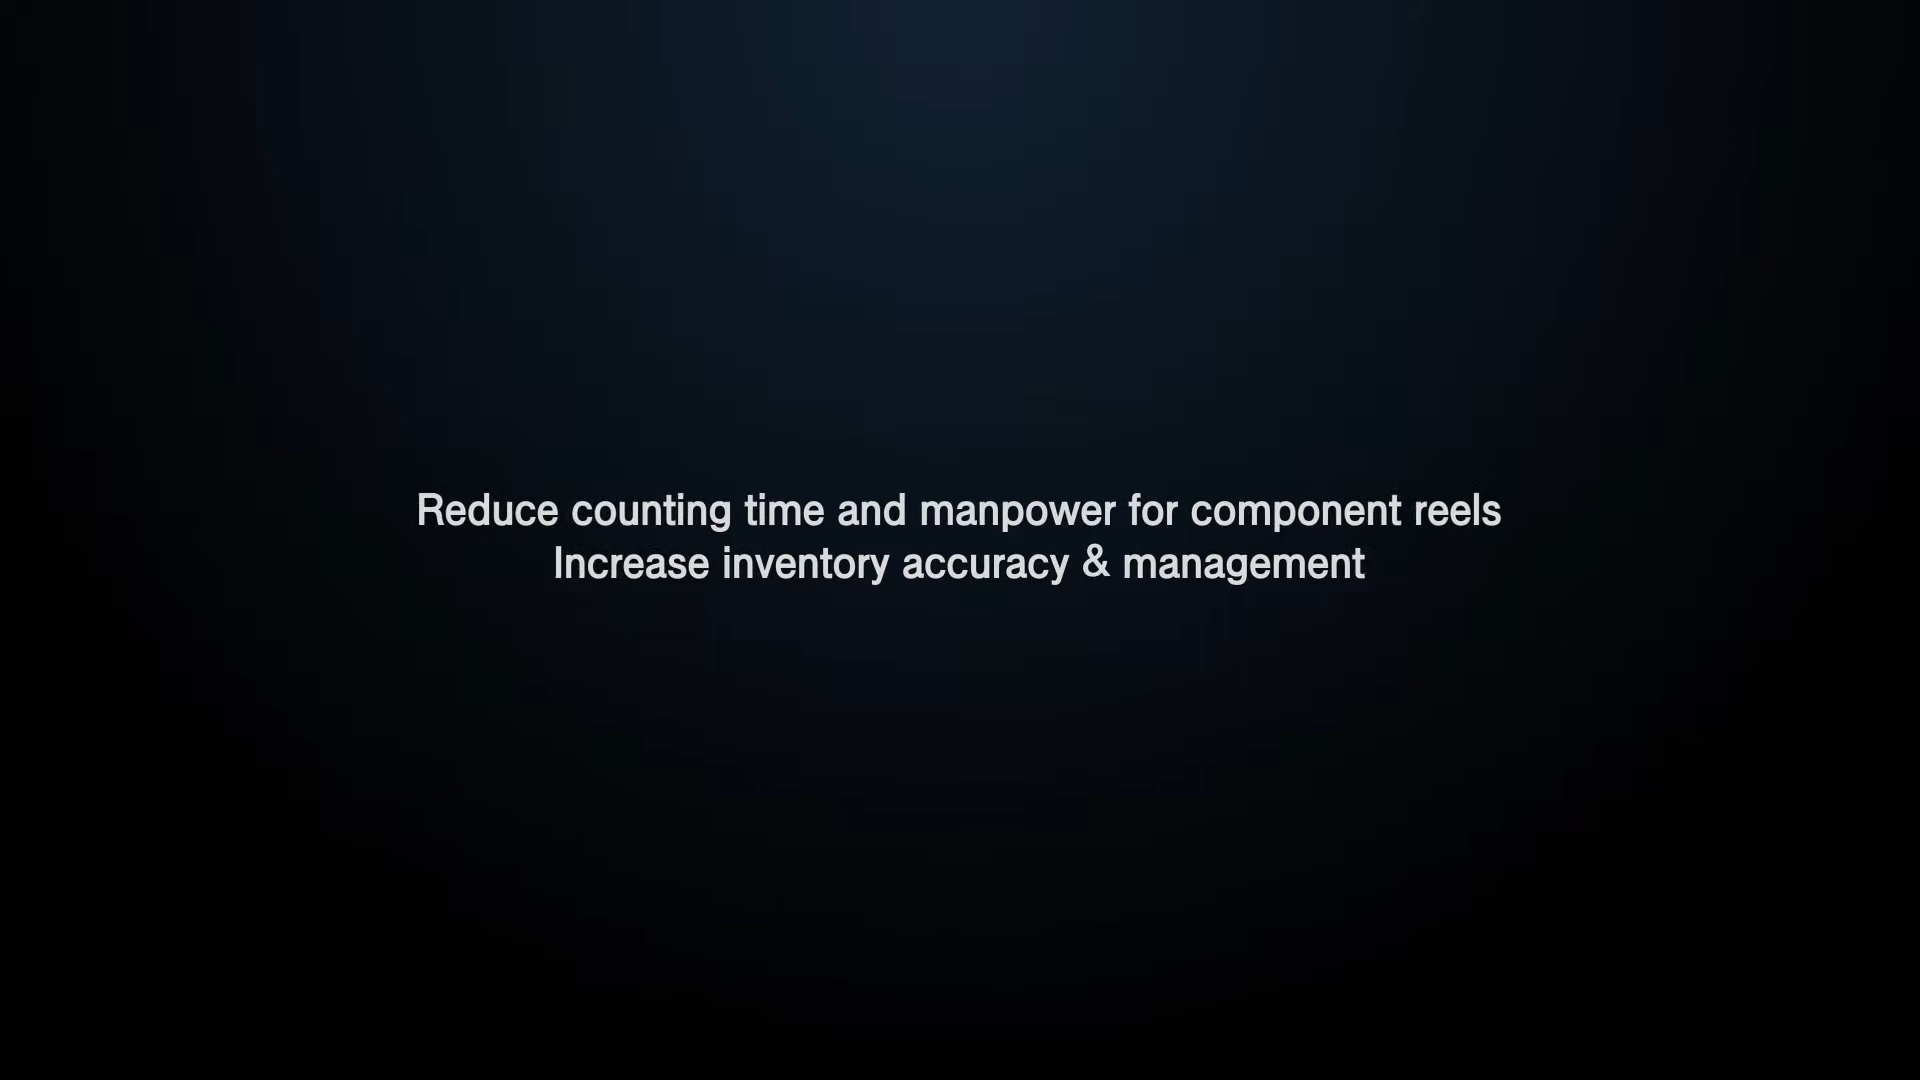 Reduce counting time and manpower for component reels
Increase inventory accuracy & management